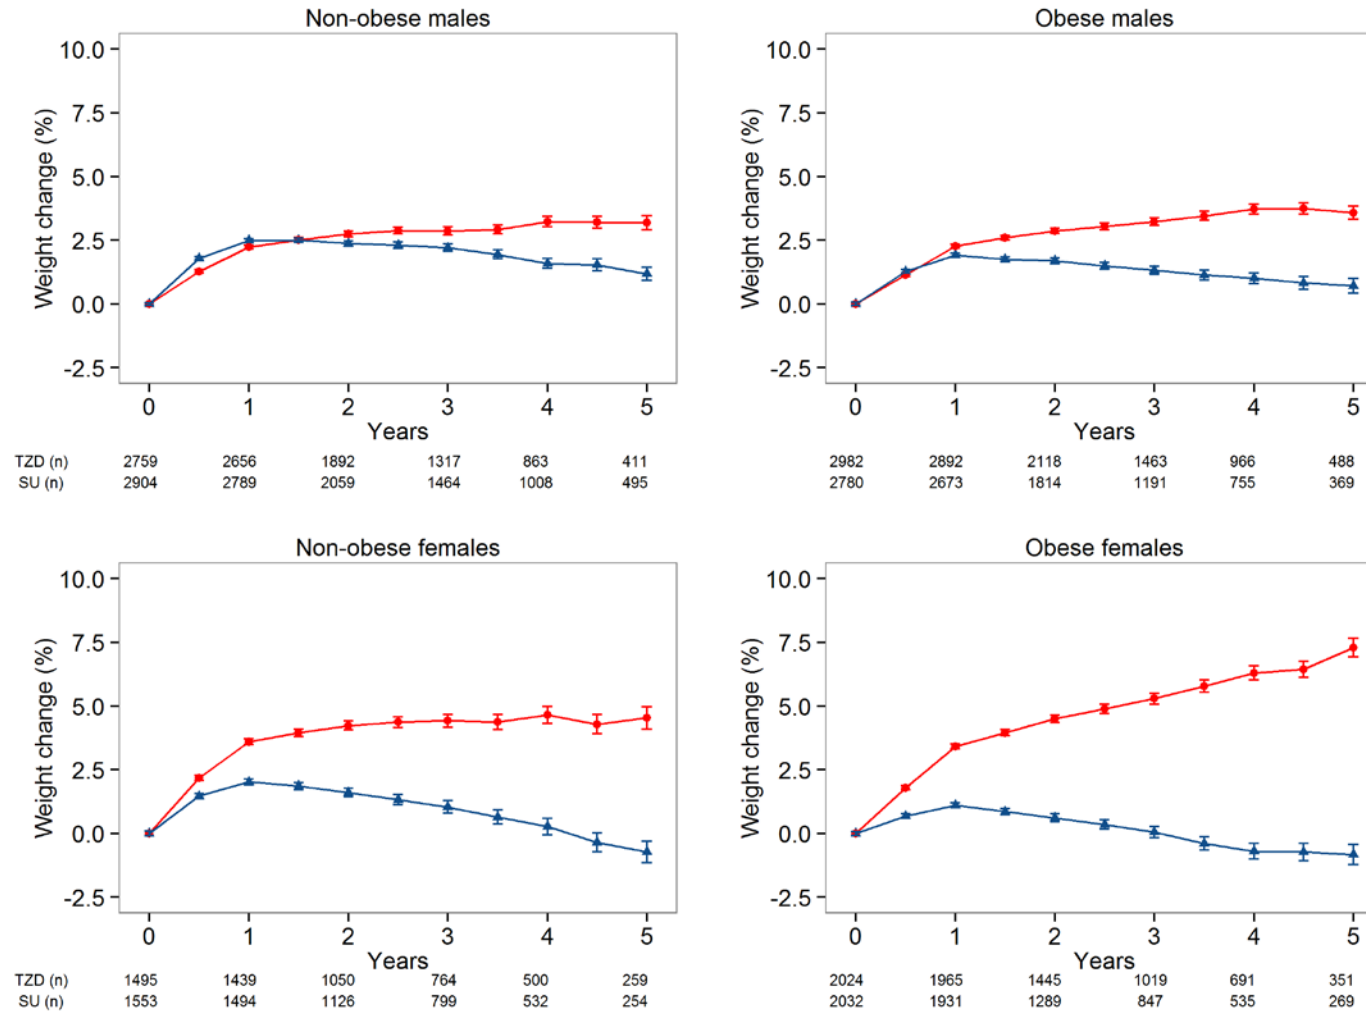 Non-obese males
10.0
7.5
5.0
2.5
0.0
-2.5
Weight change (%)
0 1 2 3 4 5
Years
TZD (n) 2759 2656 1892 1317 863 411
SU (n) 2904 2789 2059 1464 1008 495
Obese males
10.0
7.5
5.0
2.5
0.0
-2.5
Weight change (%)
0 1 2 3 4 5
Years
2982 2892 2118 1463 966 488
2780 2673 1814 1191 755 369
Non-obese females
10.0
7.5
5.0
2.5
0.0
-2.5
Weight change (%)
0 1 2 3 4 5
Years
TZD (n) 1495 1439 1050 764 500 259
SU (n) 1553 1494 1126 799 532 254
Obese females
10.0
7.5
5.0
2.5
0.0
-2.5
Weight change (%)
0 1 2 3 4 5
Years
2024 1965 1445 1019 691 351
2032 1931 1289 847 535 269